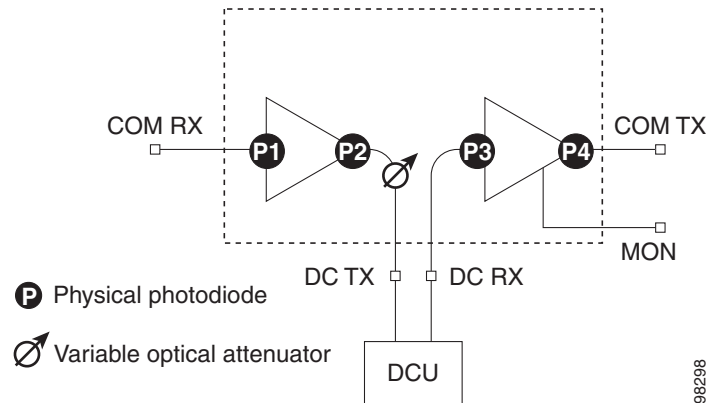 COM RX
COM TX
P1
P2
P3
P4
MON
DC TX
DC RX
P Physical photodiode
Variable optical attenuator
DCU
98298